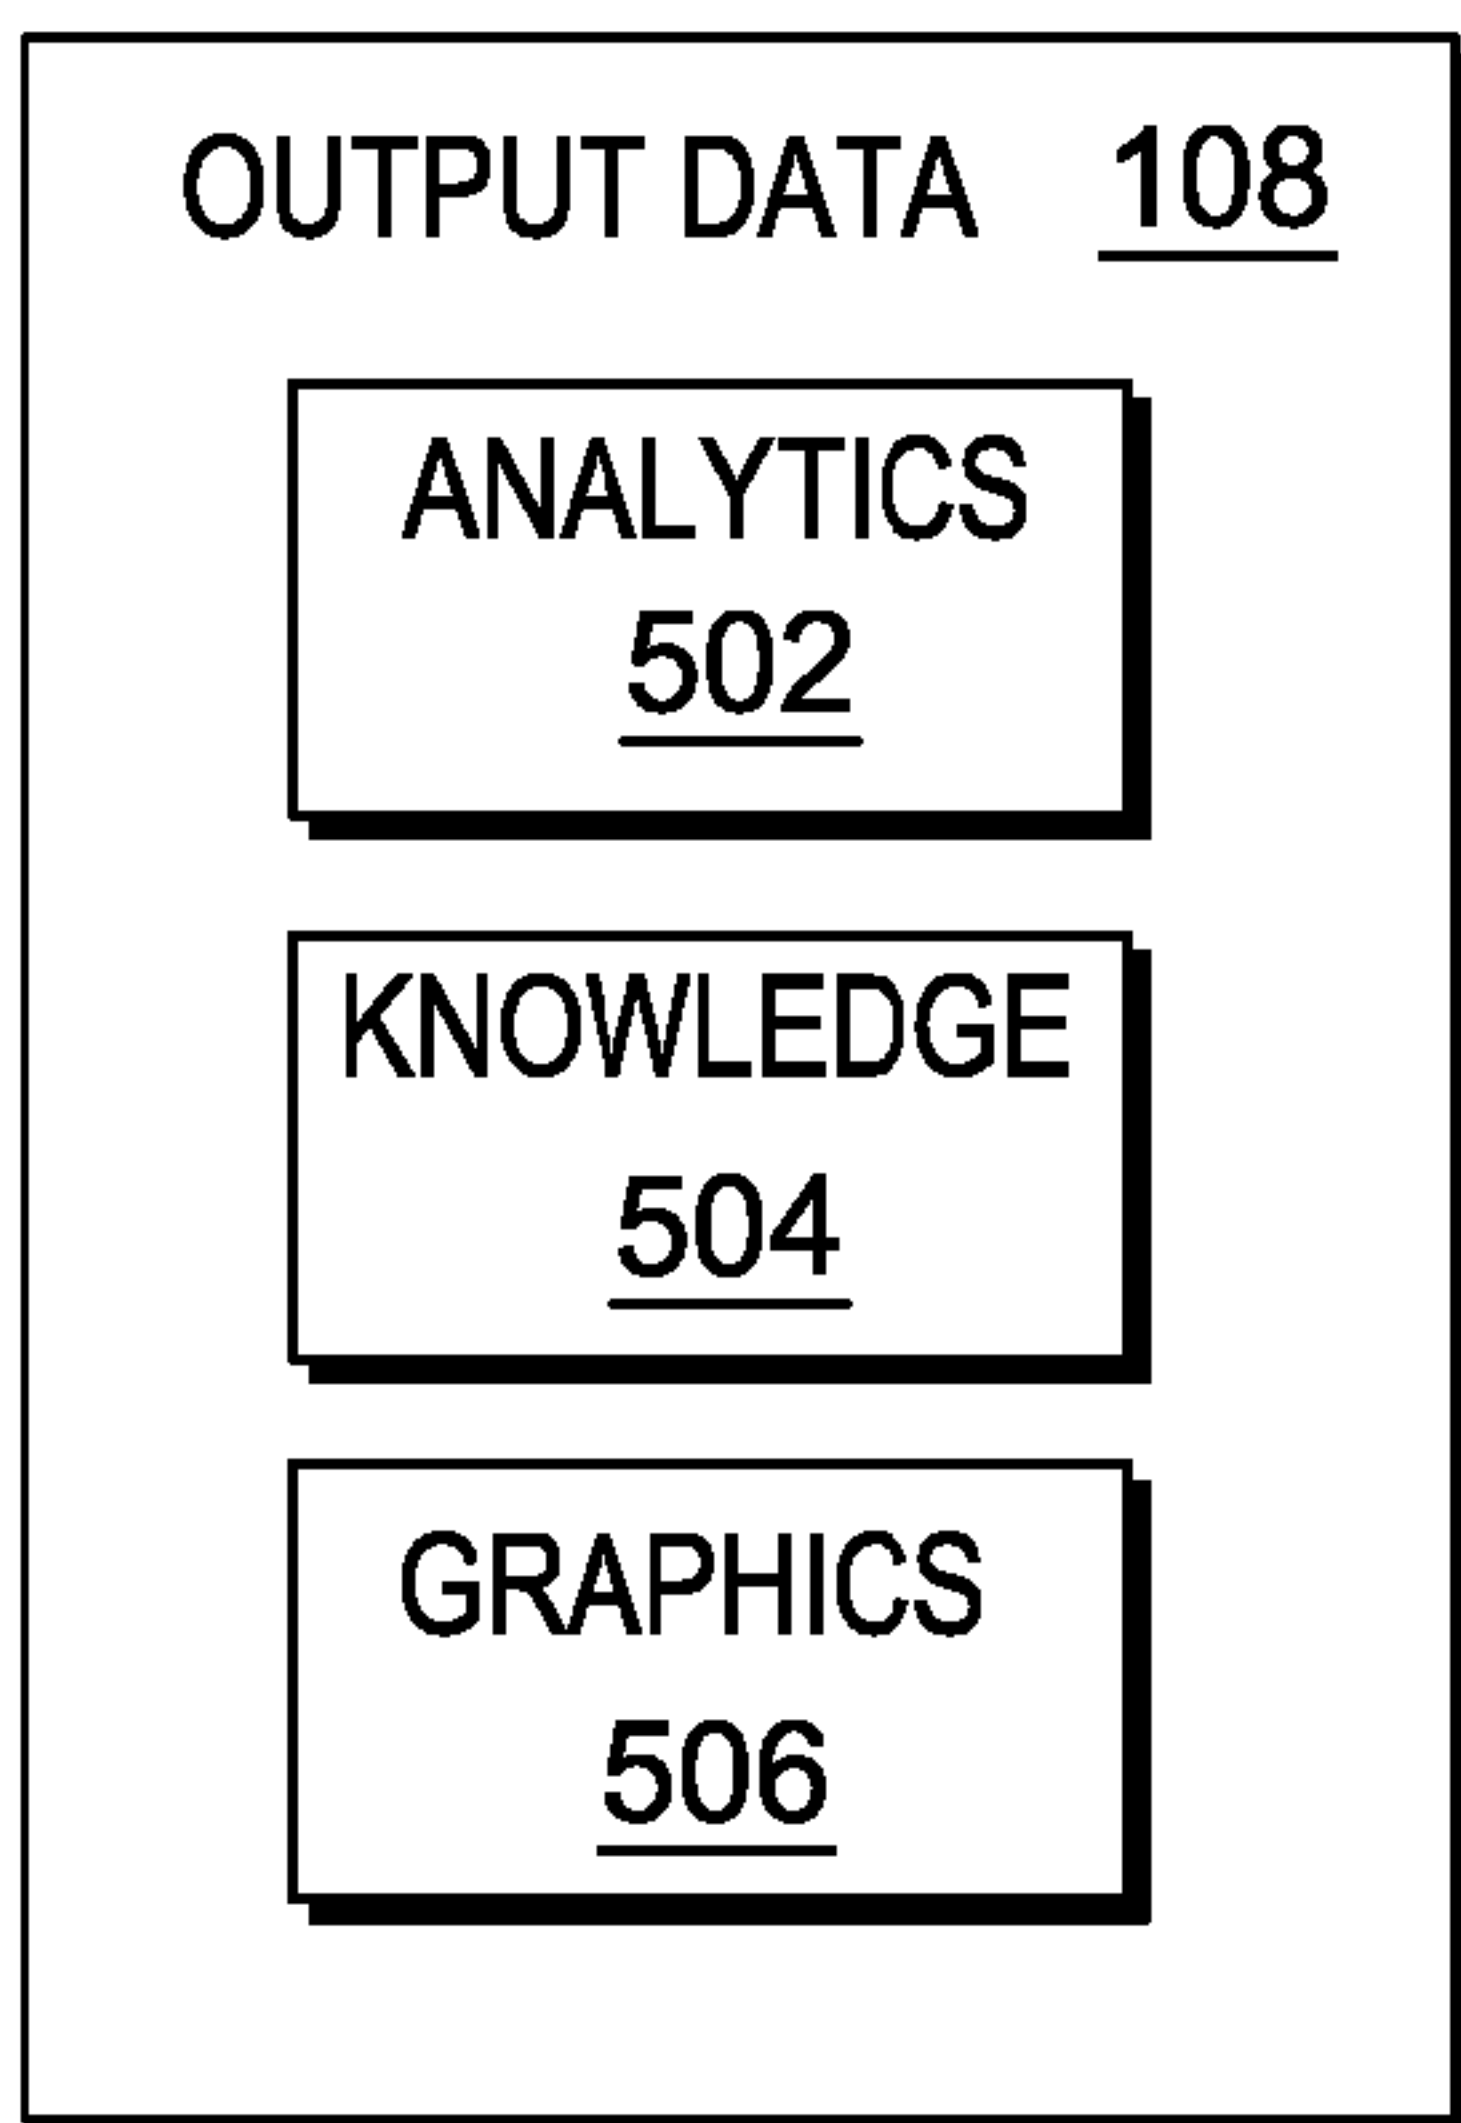 OUTPUT DATA 108
ANALYTICS
502
KNOWLEDGE
504
GRAPHICS
506